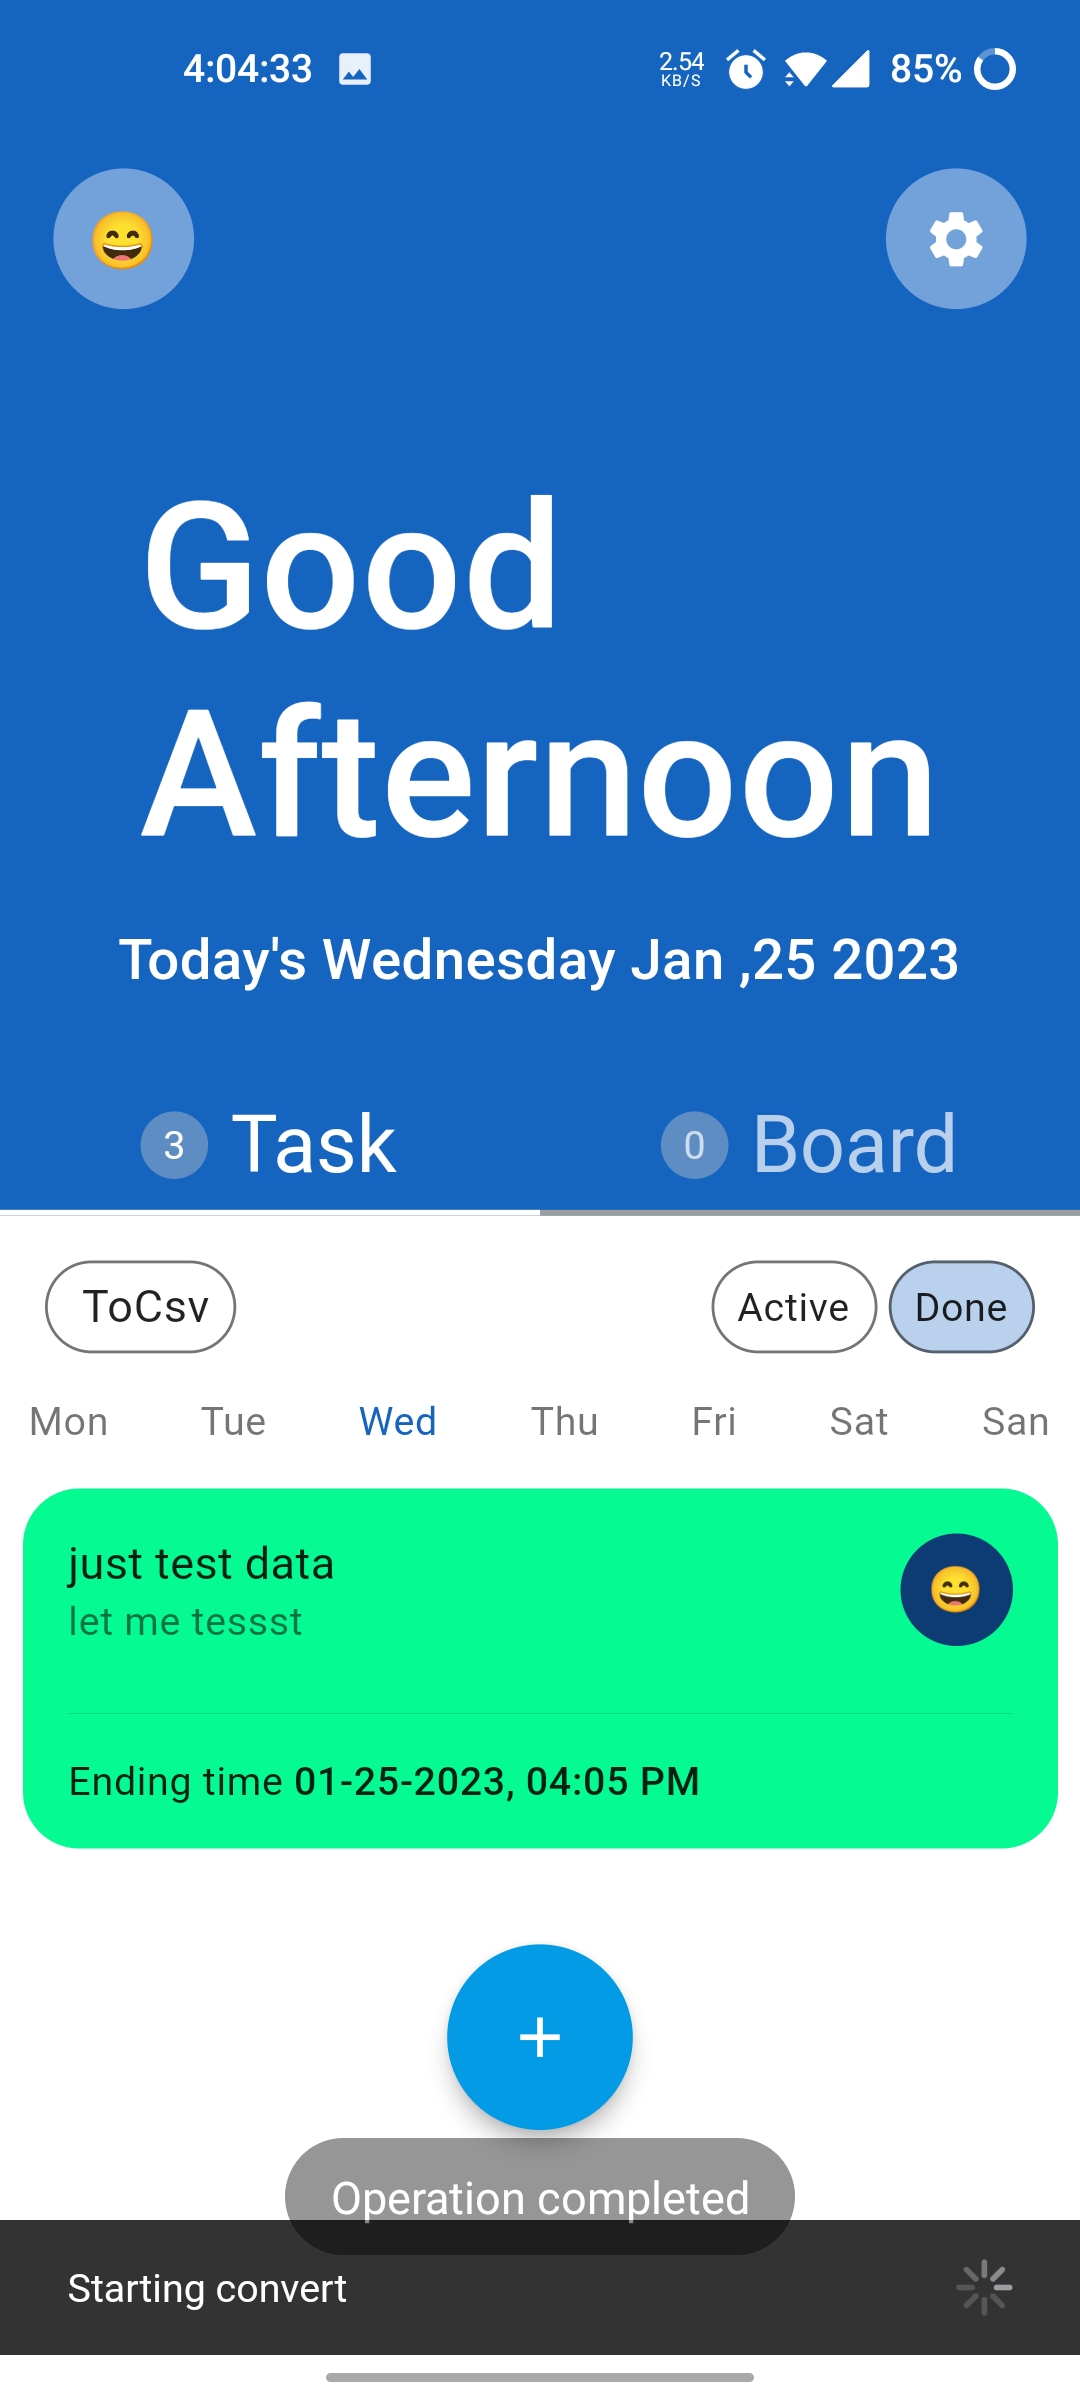 4:04:33
2.54
KB/S
85%
Good
Afternoon
Today's Wednesday Jan ,25 2023
3 Task
0 Board
ToCsv
Active Done
Mon Tue Wed Thu Fri Sat San
just test data
let me tessst
Ending time 01-25-2023, 04:05 PM
+
Operation completed
Starting convert